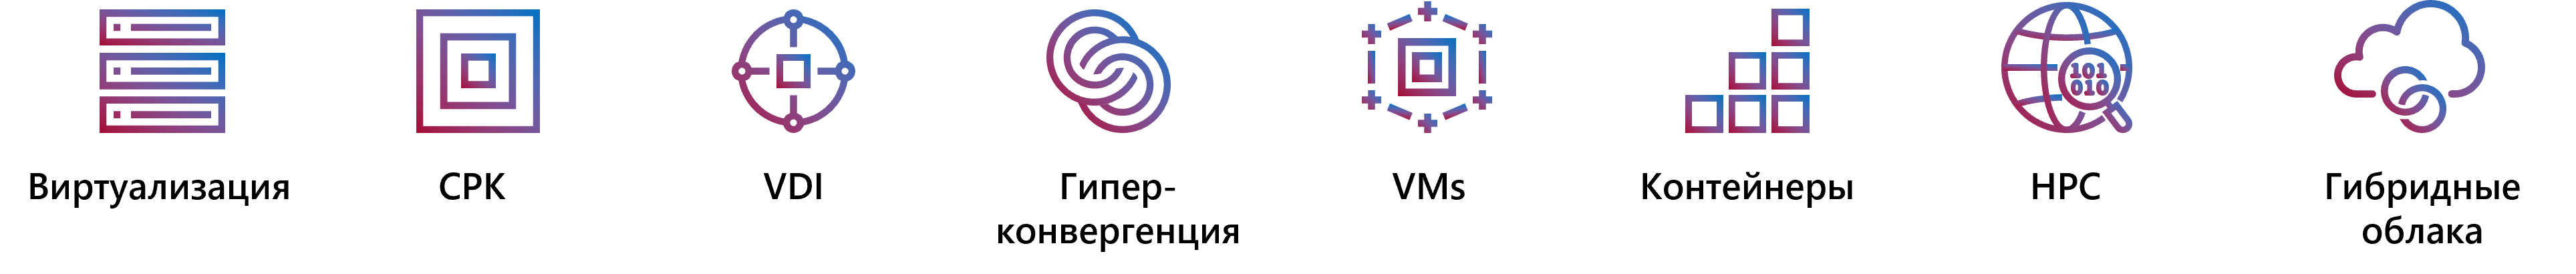 101
010
Виртуализация
СРК
VDI
Гипер-
конвергенция
VMs
Контейнеры
HPC
Гибридные
облака